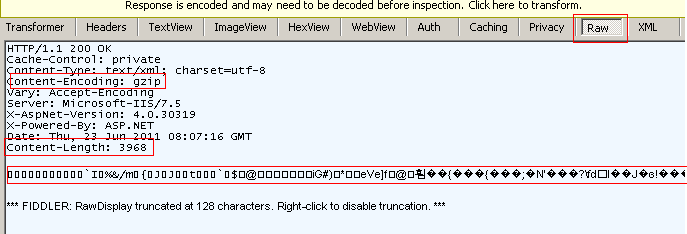 Response is encoded and may need to be decoded before inspection. Click here to transform.
Transformer Headers TextView ImageView HexView WebView Auth Caching Privacy Raw XML
HTTP/1.1 200 OK
Cache-Control: private
Content-Type: text/xml; charset=utf-8
Content-Encoding: gzip
Vary: Accept-Encoding
Server: Microsoft-IIS/7.5
X-AspNet-Version: 4.0.30319
X-Powered-By: ASP.NET
Date: Thu, 23 Jun 2011 08:07:16 GMT
Content-Length: 3968
*** FIDDLER: RawDisplay truncated at 128 characters. Right-click to disable truncation. ***